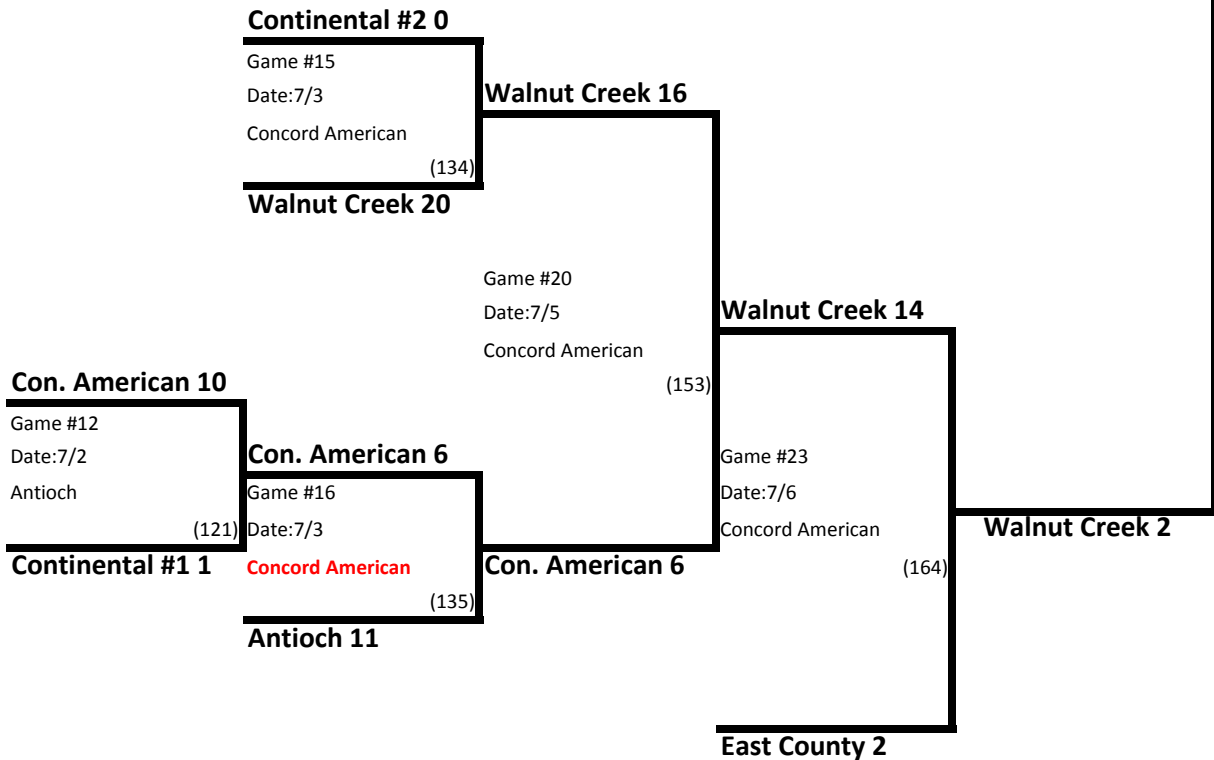 Continental #2 0
Game #15
Date:7/3
Concord American
(134)
Walnut Creek 20
Walnut Creek 16
Game #20
Date:7/5
Concord American
(153)
Con. American 10
Game #12
Date:7/2
Antioch
(121)
Continental #1 1
Con. American 6
Game #16
Date:7/3
Concord American
(135)
Antioch 11
Con. American 6
Walnut Creek 14
Game #23
Date:7/6
Concord American
(164)
East County 2
Walnut Creek 2